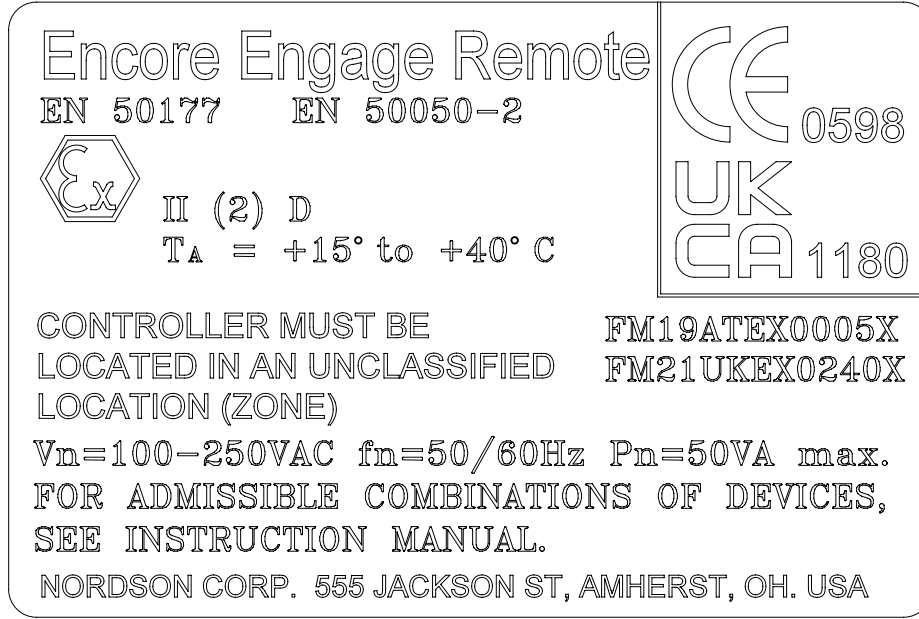 Encore Engage Remote
EN 50177 EN 50050-2
Ex
II (2) D
TA = +15° to +40° C
CE 0598
UK
CA 1180
CONTROLLER MUST BE
LOCATED IN AN UNCLASSIFIED
LOCATION (ZONE)
FM19ATEX0005X
FM21UKEX0240X
Vn=100-250VAC fn=50/60Hz Pn=50VA max.
FOR ADMISSIBLE COMBINATIONS OF DEVICES,
SEE INSTRUCTION MANUAL.
NORDSON CORP. 555 JACKSON ST, AMHERST, OH. USA